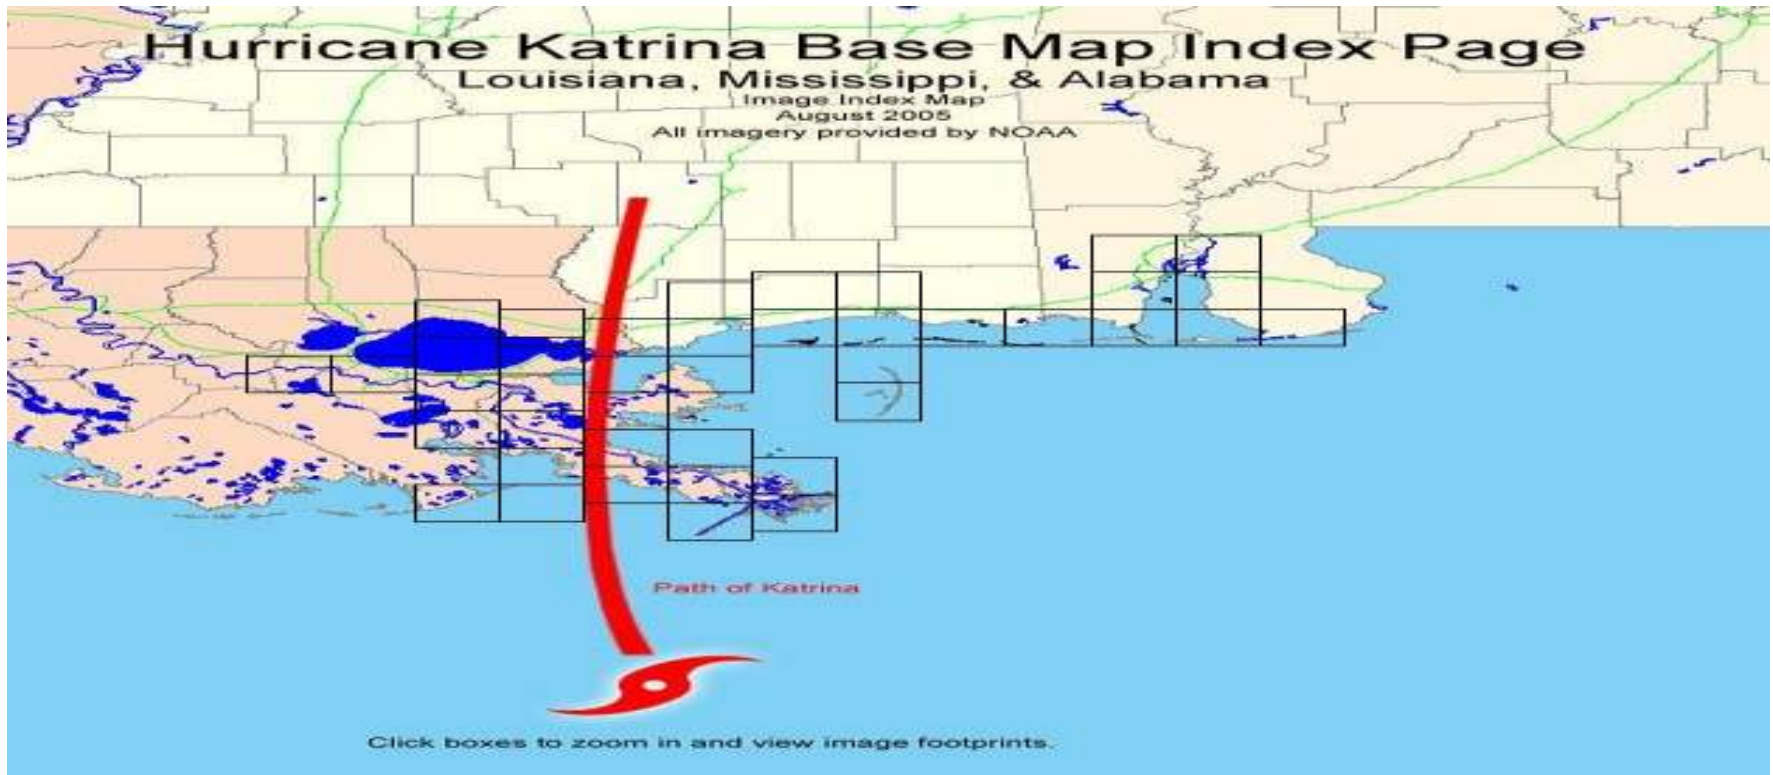 Hurricane Katrina Base Map Index Page
Louisiana, Mississippi, & Alabama
Image Index Map
August 2005
All imagery provided by NOAA
Path of Katrina
Click boxes to zoom in and view image footprints.